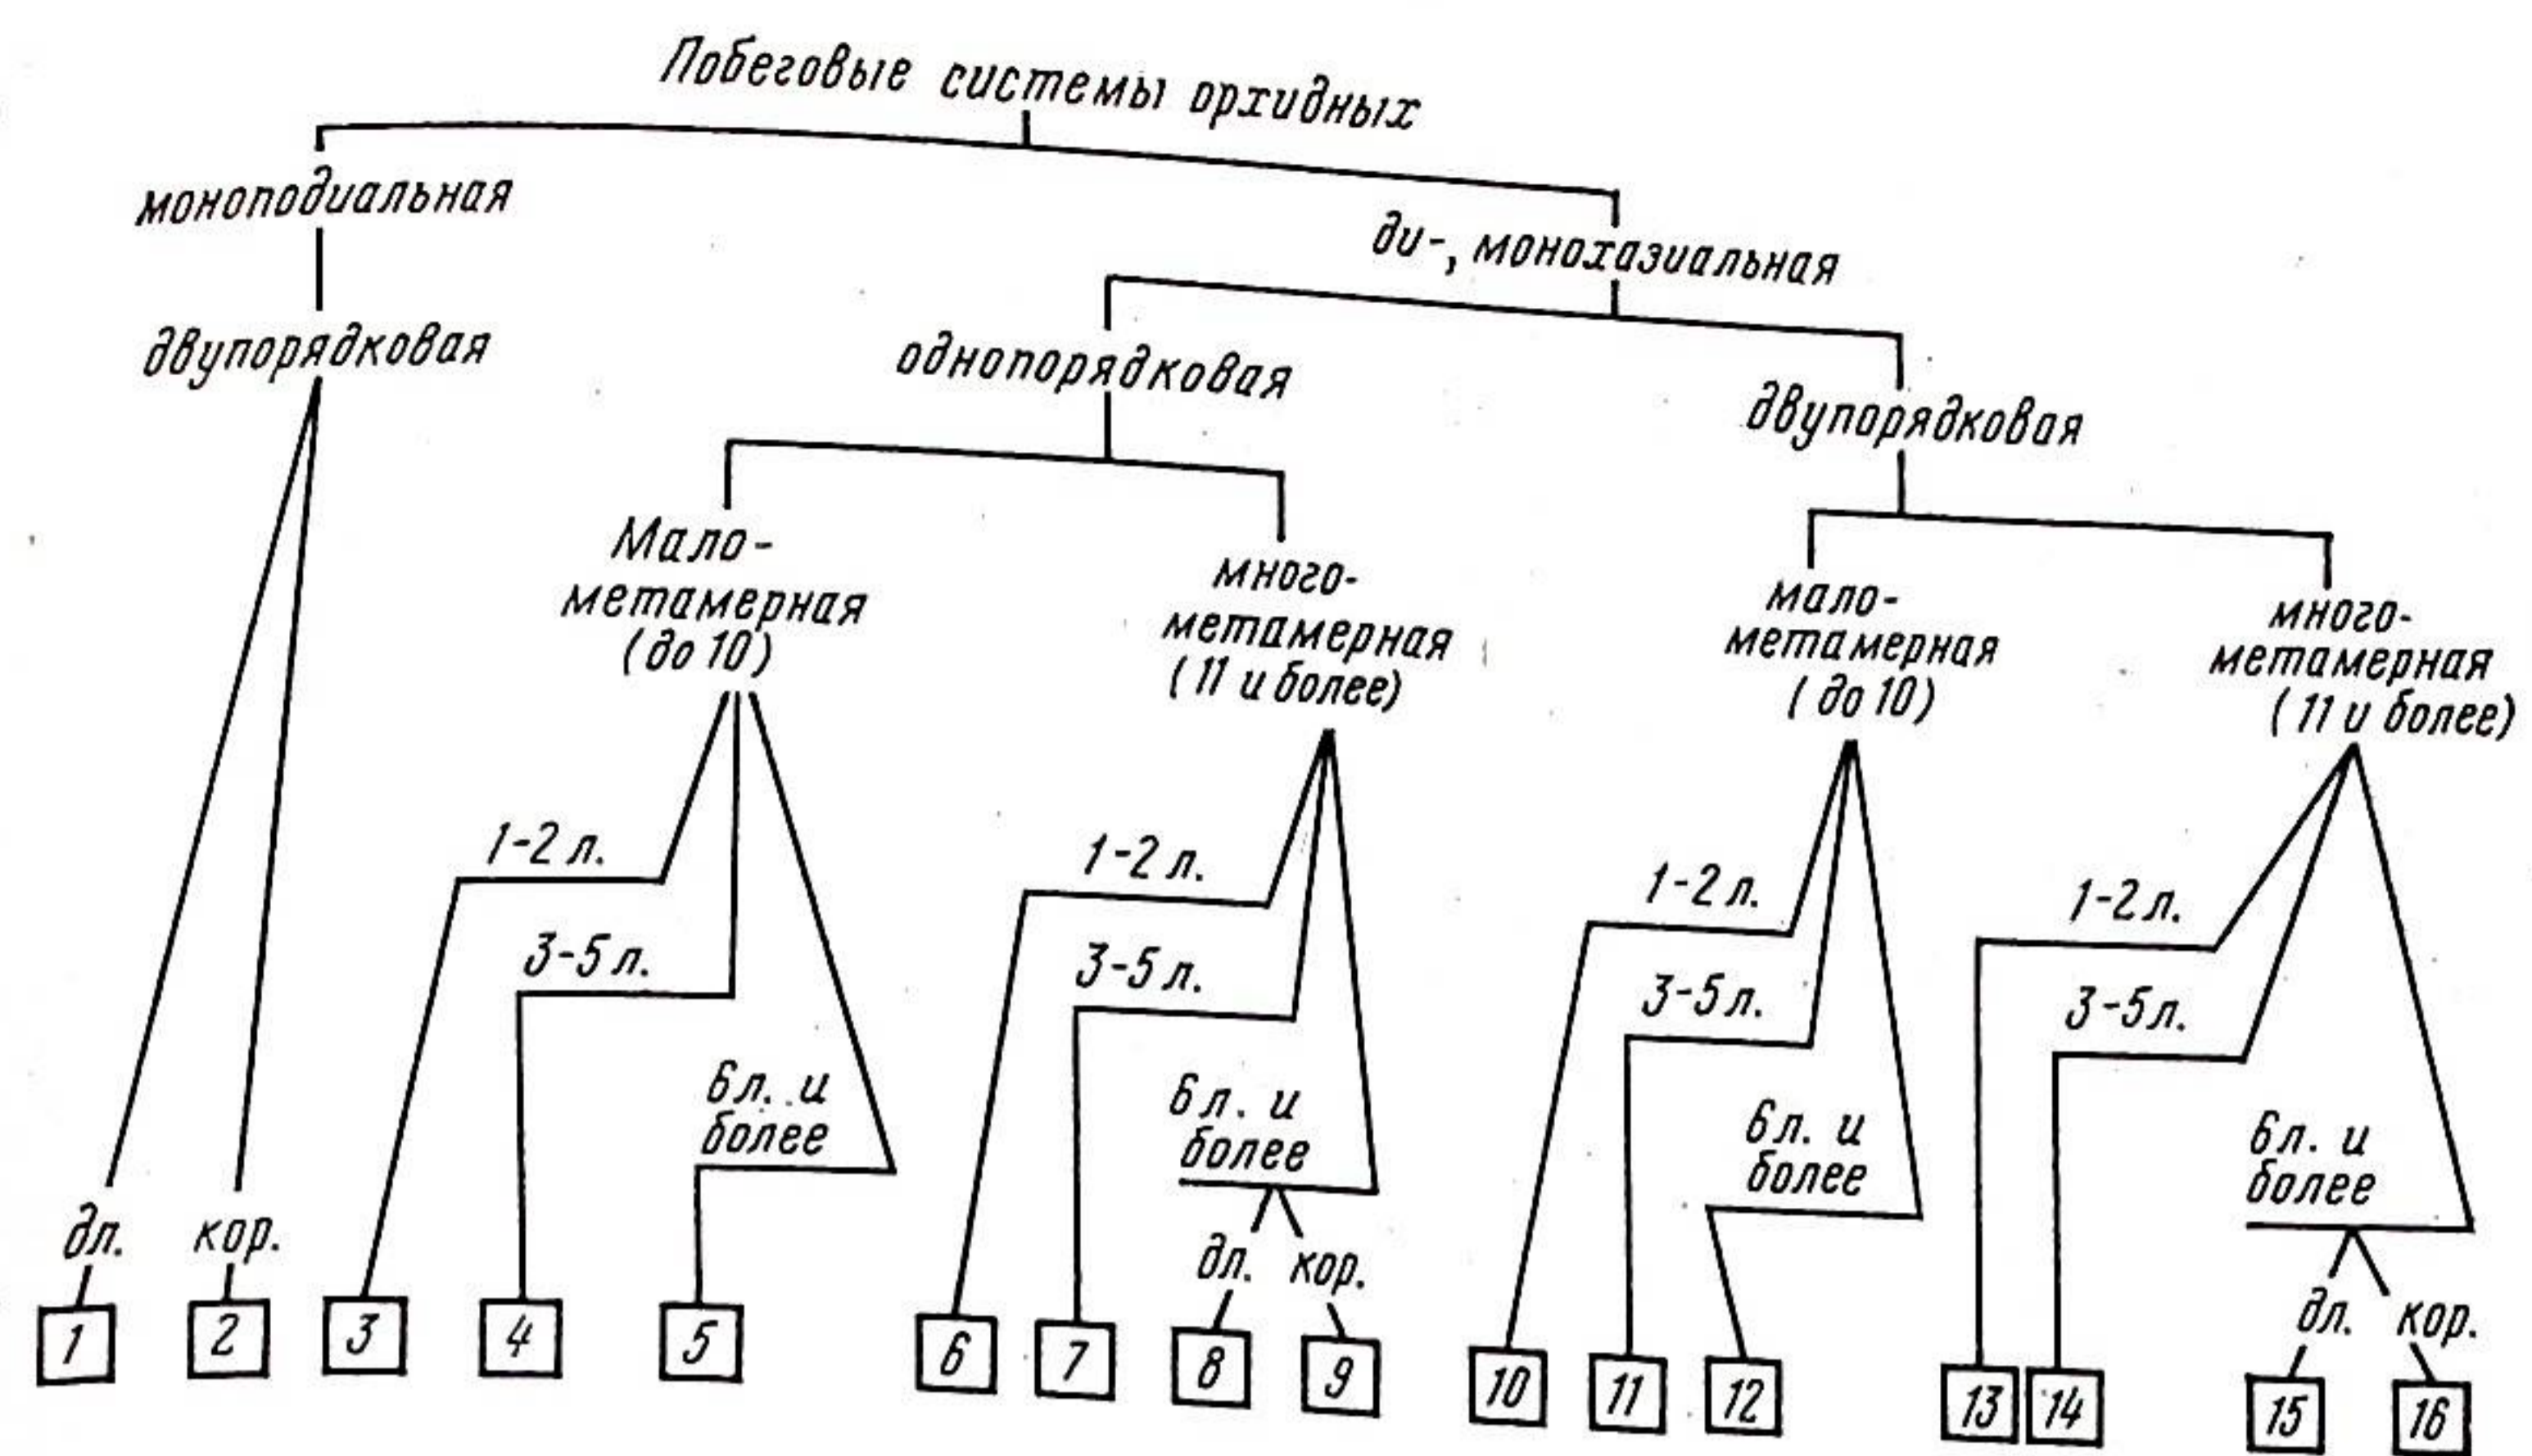 Побеговые системы орхидных
моноподиальная
ди-, монохазиальная
двупорядковая
однопорядковая
двупорядковая
Мало-
метамерная
(до 10)
много-
метамерная
(11 и более)
мало-
метамерная
(до 10)
много-
метамерная
(11 и более)
1-2 л.
1-2 л.
1-2 л.
1-2 л.
3-5 л.
3-5 л.
3-5 л.
3-5 л.
6 л. и
более
6 л. и
более
6 л. и
более
6 л. и
более
дл.
кор.
дл.
кор.
дл.
кор.
1
2
3
4
5
6
7
8
9
10
11
12
13
14
15
16